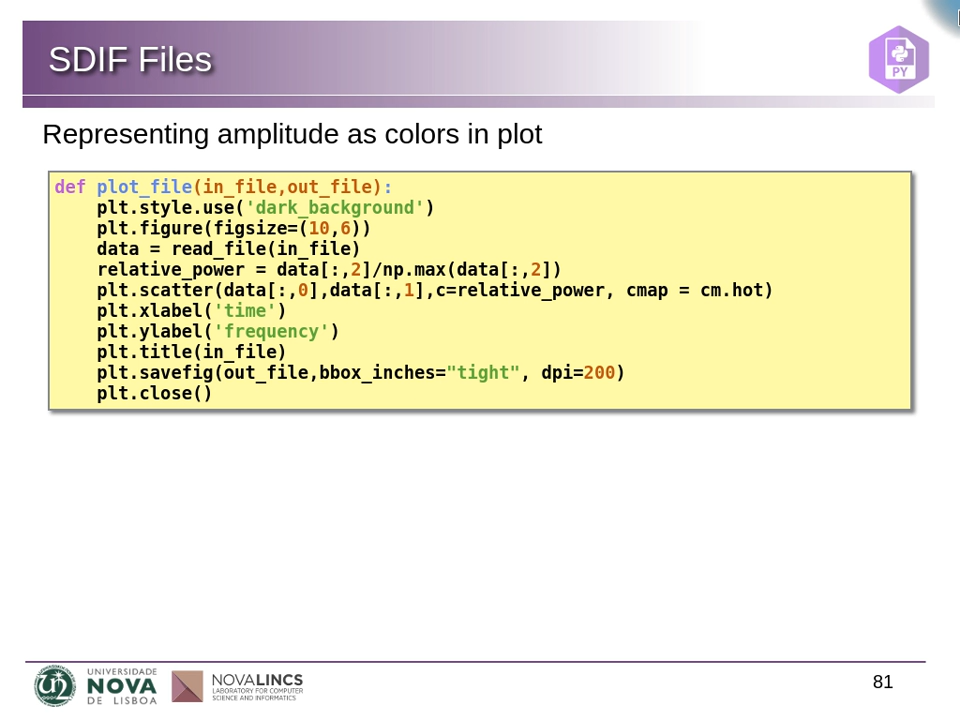 SDIF Files
PY
Representing amplitude as colors in plot
def plot_file(in_file,out_file):
    plt.style.use('dark_background')
    plt.figure(figsize=(10,6))
    data = read_file(in_file)
    relative_power = data[:,2]/np.max(data[:,2])
    plt.scatter(data[:,0],data[:,1],c=relative_power, cmap = cm.hot)
    plt.xlabel('time')
    plt.ylabel('frequency')
    plt.title(in_file)
    plt.savefig(out_file,bbox_inches="tight", dpi=200)
    plt.close()
UNIVERSIDADE
NOVA
DE LISBOA
NOVALINCS
LABORATORY FOR COMPUTER
SCIENCE AND INFORMATICS
81